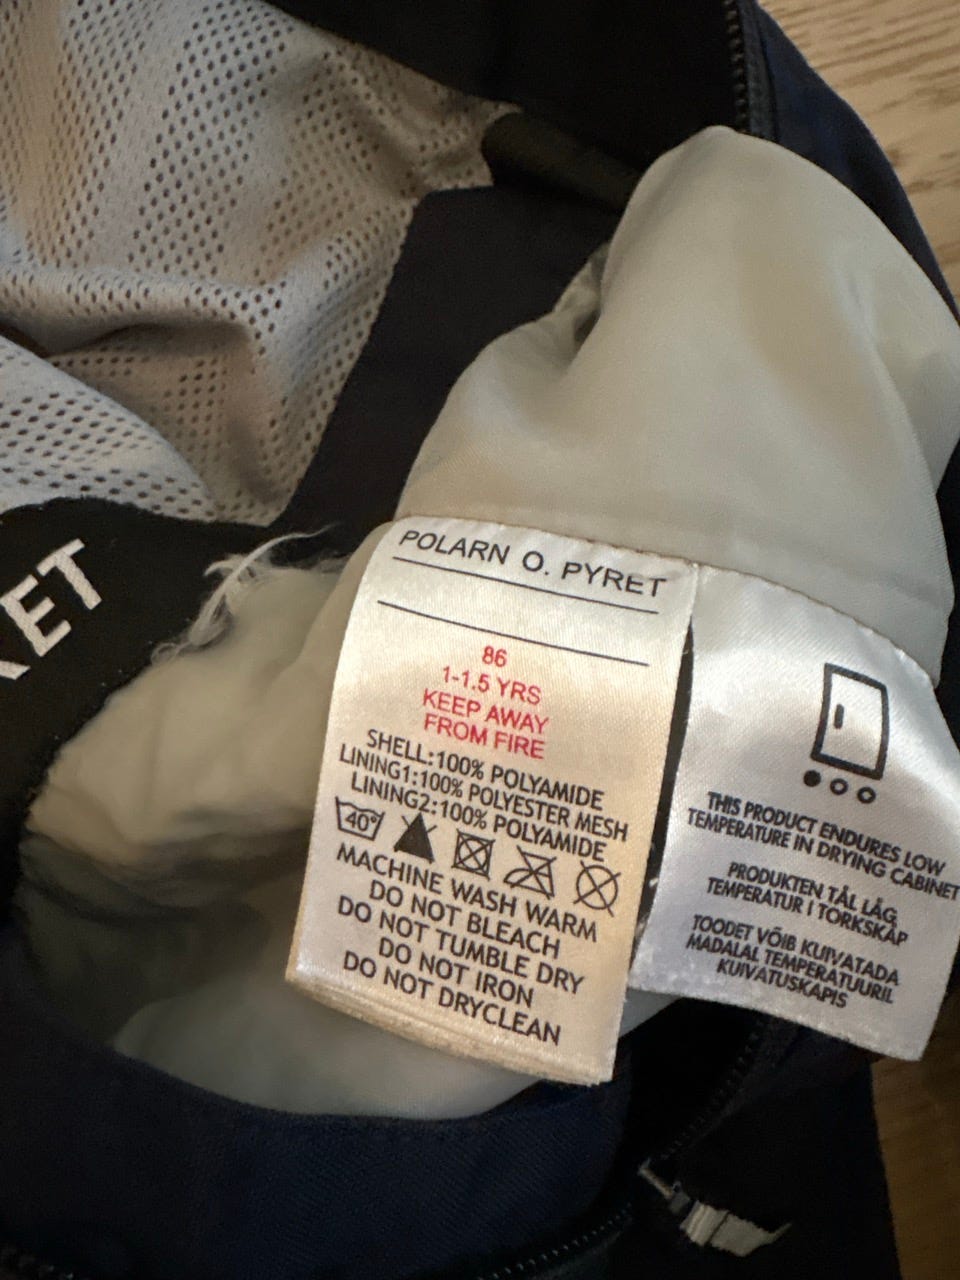 KET
POLARN O. PYRET
86
1-1.5 YRS
KEEP AWAY
FROM FIRE
SHELL:100% POLYAMIDE
LINING1:100% POLYESTER MESH
LINING2:100% POLYAMIDE
40°
MACHINE WASH WARM
DO NOT BLEACH
DO NOT TUMBLE DRY
DO NOT IRON
DO NOT DRYCLEAN
THIS PRODUCT ENDURES LOW
TEMPERATURE IN DRYING CABINET
PRODUKTEN TÅL LÅG
TEMPERATUR I TORKSKÅP
TOODET VÕIB KUIVATADA
MADALAL TEMPERATUURIL
KUIVATUSKAPIS